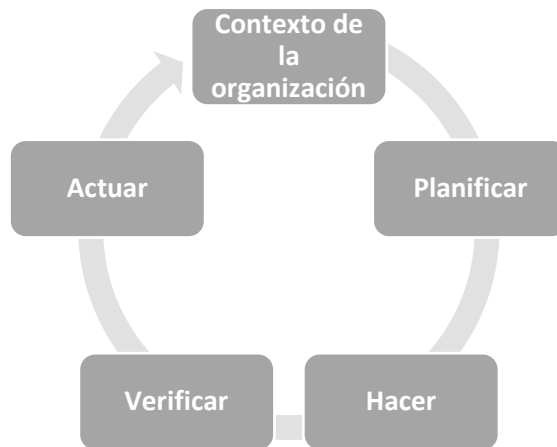 Contexto de
la
organización
Planificar
Hacer
Verificar
Actuar